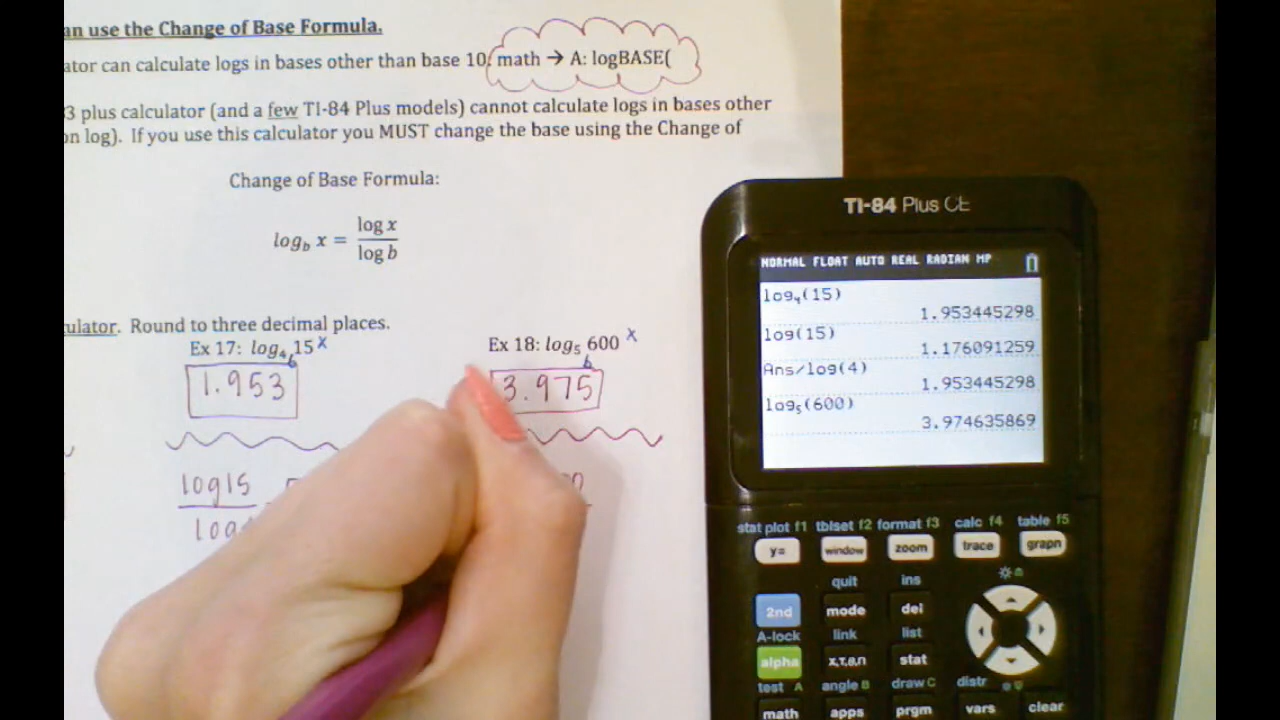 an use the Change of Base Formula.
ator can calculate logs in bases other than base 10, math → A: logBASE(
3 plus calculator (and a few TI-84 Plus models) cannot calculate logs in bases other
on log). If you use this calculator you MUST change the base using the Change of
Change of Base Formula:
log_b x = log x / log b
ulator. Round to three decimal places.
Ex 17: log₄ 15 x
b
1.953
log15
log
Ex 18: log₅ 600 x
b
3.975
TI-84 Plus CE
NORMAL FLOAT AUTO REAL RADIAN MP
log₄(15)
1.953445298
log(15)
1.176091259
Ans/log(4)
1.953445298
log₅(600)
3.974635869
stat plot f1 tblset f2 format f3 calc f4 table f5
y= window zoom trace graph
quit ins
2nd mode del
A-lock link list
alpha X,T,θ,n stat
test A angle B draw C distr
math apps prgm vars clear